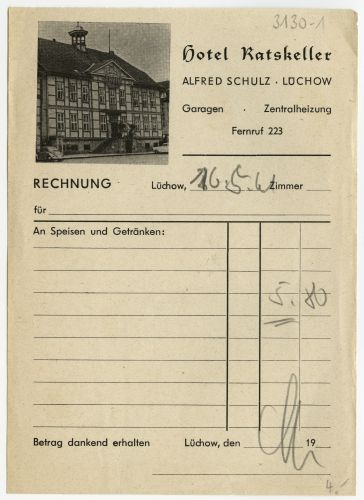 3130-1
Hotel Ratskeller
ALFRED SCHULZ · LÜCHOW
Garagen · Zentralheizung
Fernruf 223
RECHNUNG Lüchow, 16.5.61 Zimmer
für
An Speisen und Getränken:
5.80
Betrag dankend erhalten Lüchow, den 19
4.-